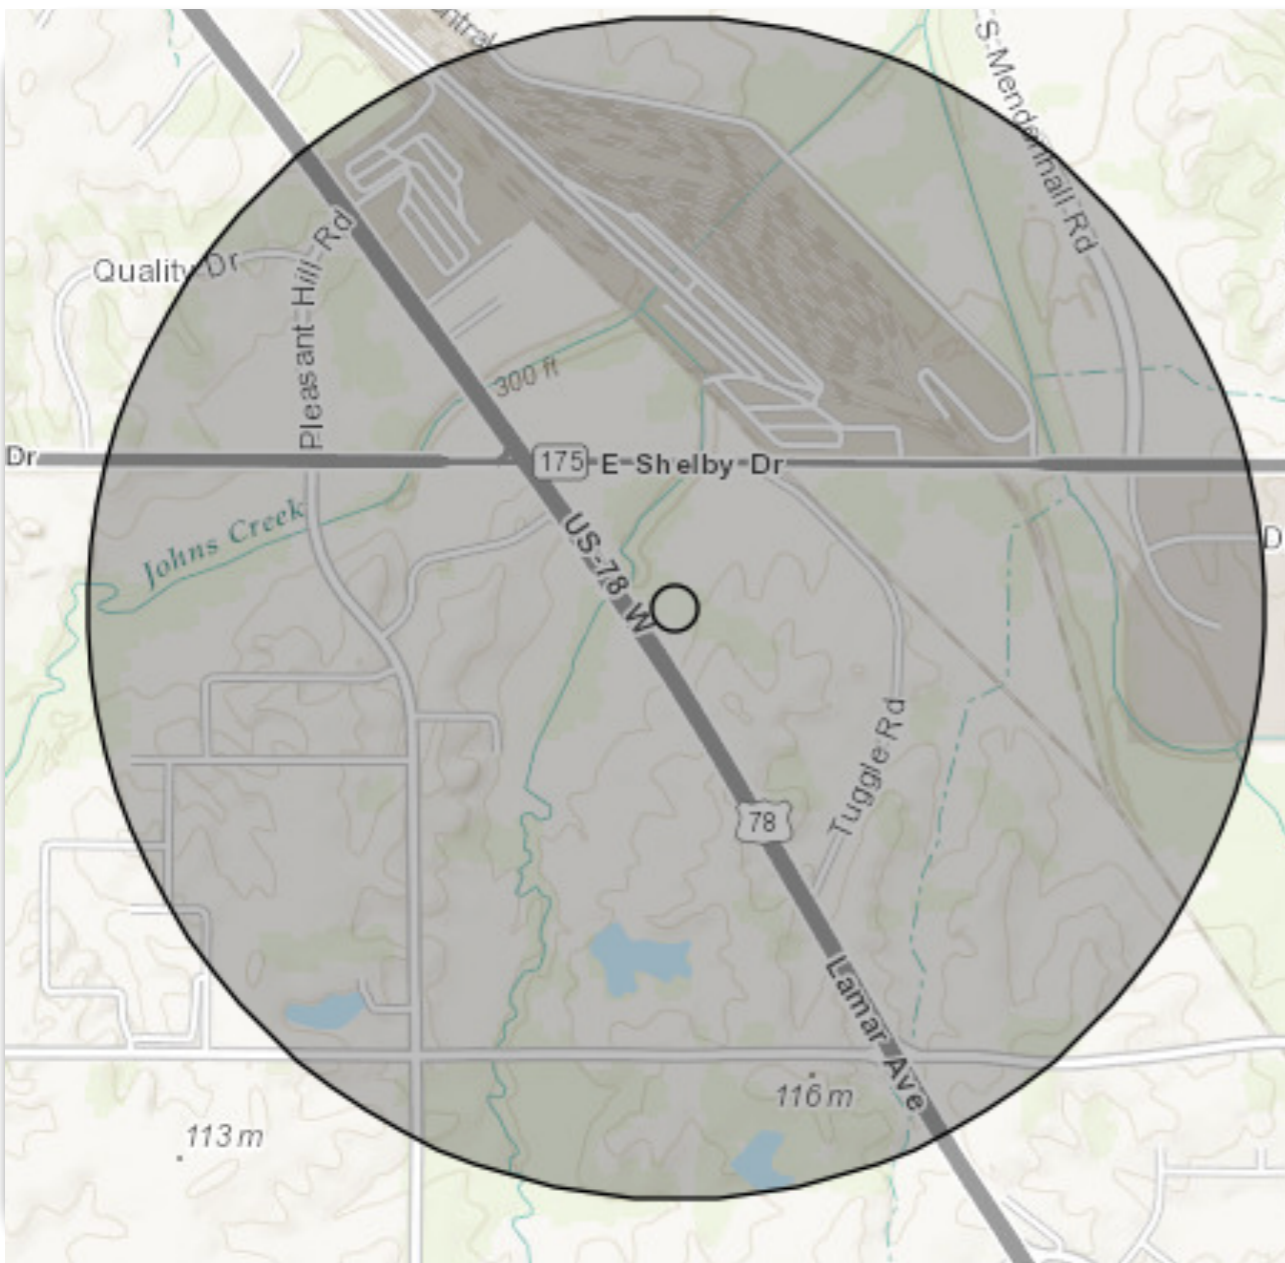 ntral
S Mendenhall Rd
Quality Dr
Pleasant Hill Rd
300 ft
Dr
175
E Shelby Dr
Johns Creek
US-78 W
D
Tuggle Rd
78
Lamar Ave
116 m
113 m